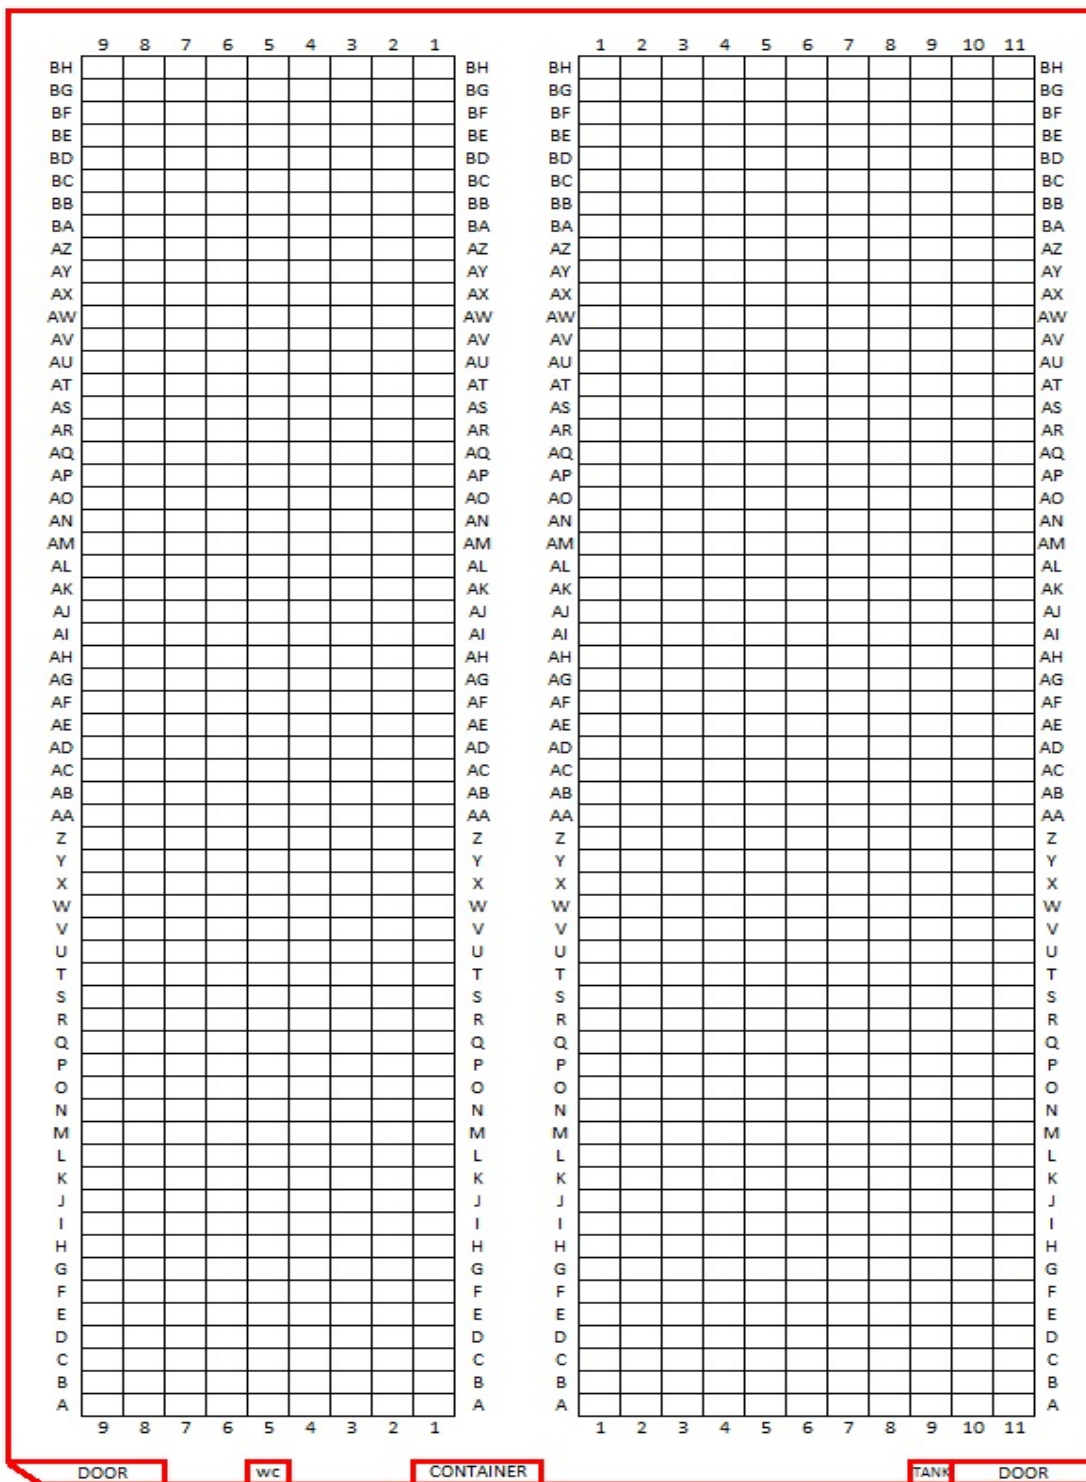 9 8 7 6 5 4 3 2 1 1 2 3 4 5 6 7 8 9 10 11
BH BH BH BH
BG BG BG BG
BF BF BF BF
BE BE BE BE
BD BD BD BD
BC BC BC BC
BB BB BB BB
BA BA BA BA
AZ AZ AZ AZ
AY AY AY AY
AX AX AX AX
AW AW AW AW
AV AV AV AV
AU AU AU AU
AT AT AT AT
AS AS AS AS
AR AR AR AR
AQ AQ AQ AQ
AP AP AP AP
AO AO AO AO
AN AN AN AN
AM AM AM AM
AL AL AL AL
AK AK AK AK
AJ AJ AJ AJ
AI AI AI AI
AH AH AH AH
AG AG AG AG
AF AF AF AF
AE AE AE AE
AD AD AD AD
AC AC AC AC
AB AB AB AB
AA AA AA AA
Z Z Z Z
Y Y Y Y
X X X X
W W W W
V V V V
U U U U
T T T T
S S S S
R R R R
Q Q Q Q
P P P P
O O O O
N N N N
M M M M
L L L L
K K K K
J J J J
I I I I
H H H H
G G G G
F F F F
E E E E
D D D D
C C C C
B B B B
A A A A
9 8 7 6 5 4 3 2 1 1 2 3 4 5 6 7 8 9 10 11
DOOR WC CONTAINER TANK DOOR